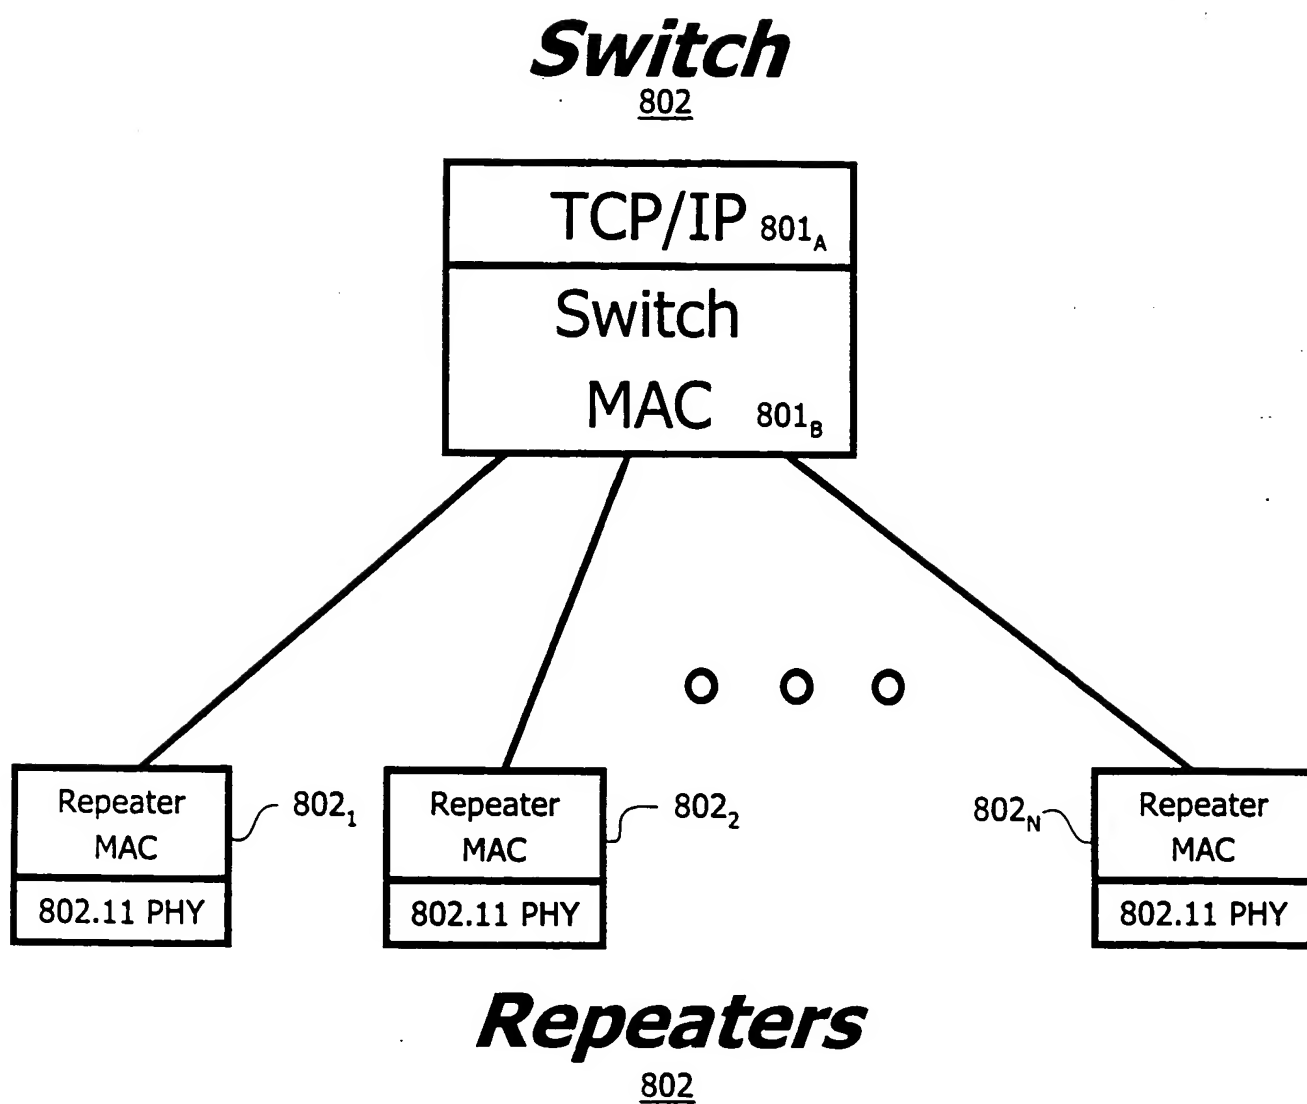 Switch
802
TCP/IP 801A
Switch
MAC 801B
Repeater
MAC
802.11 PHY
802₁
Repeater
MAC
802.11 PHY
802₂
802N
Repeater
MAC
802.11 PHY
Repeaters
802